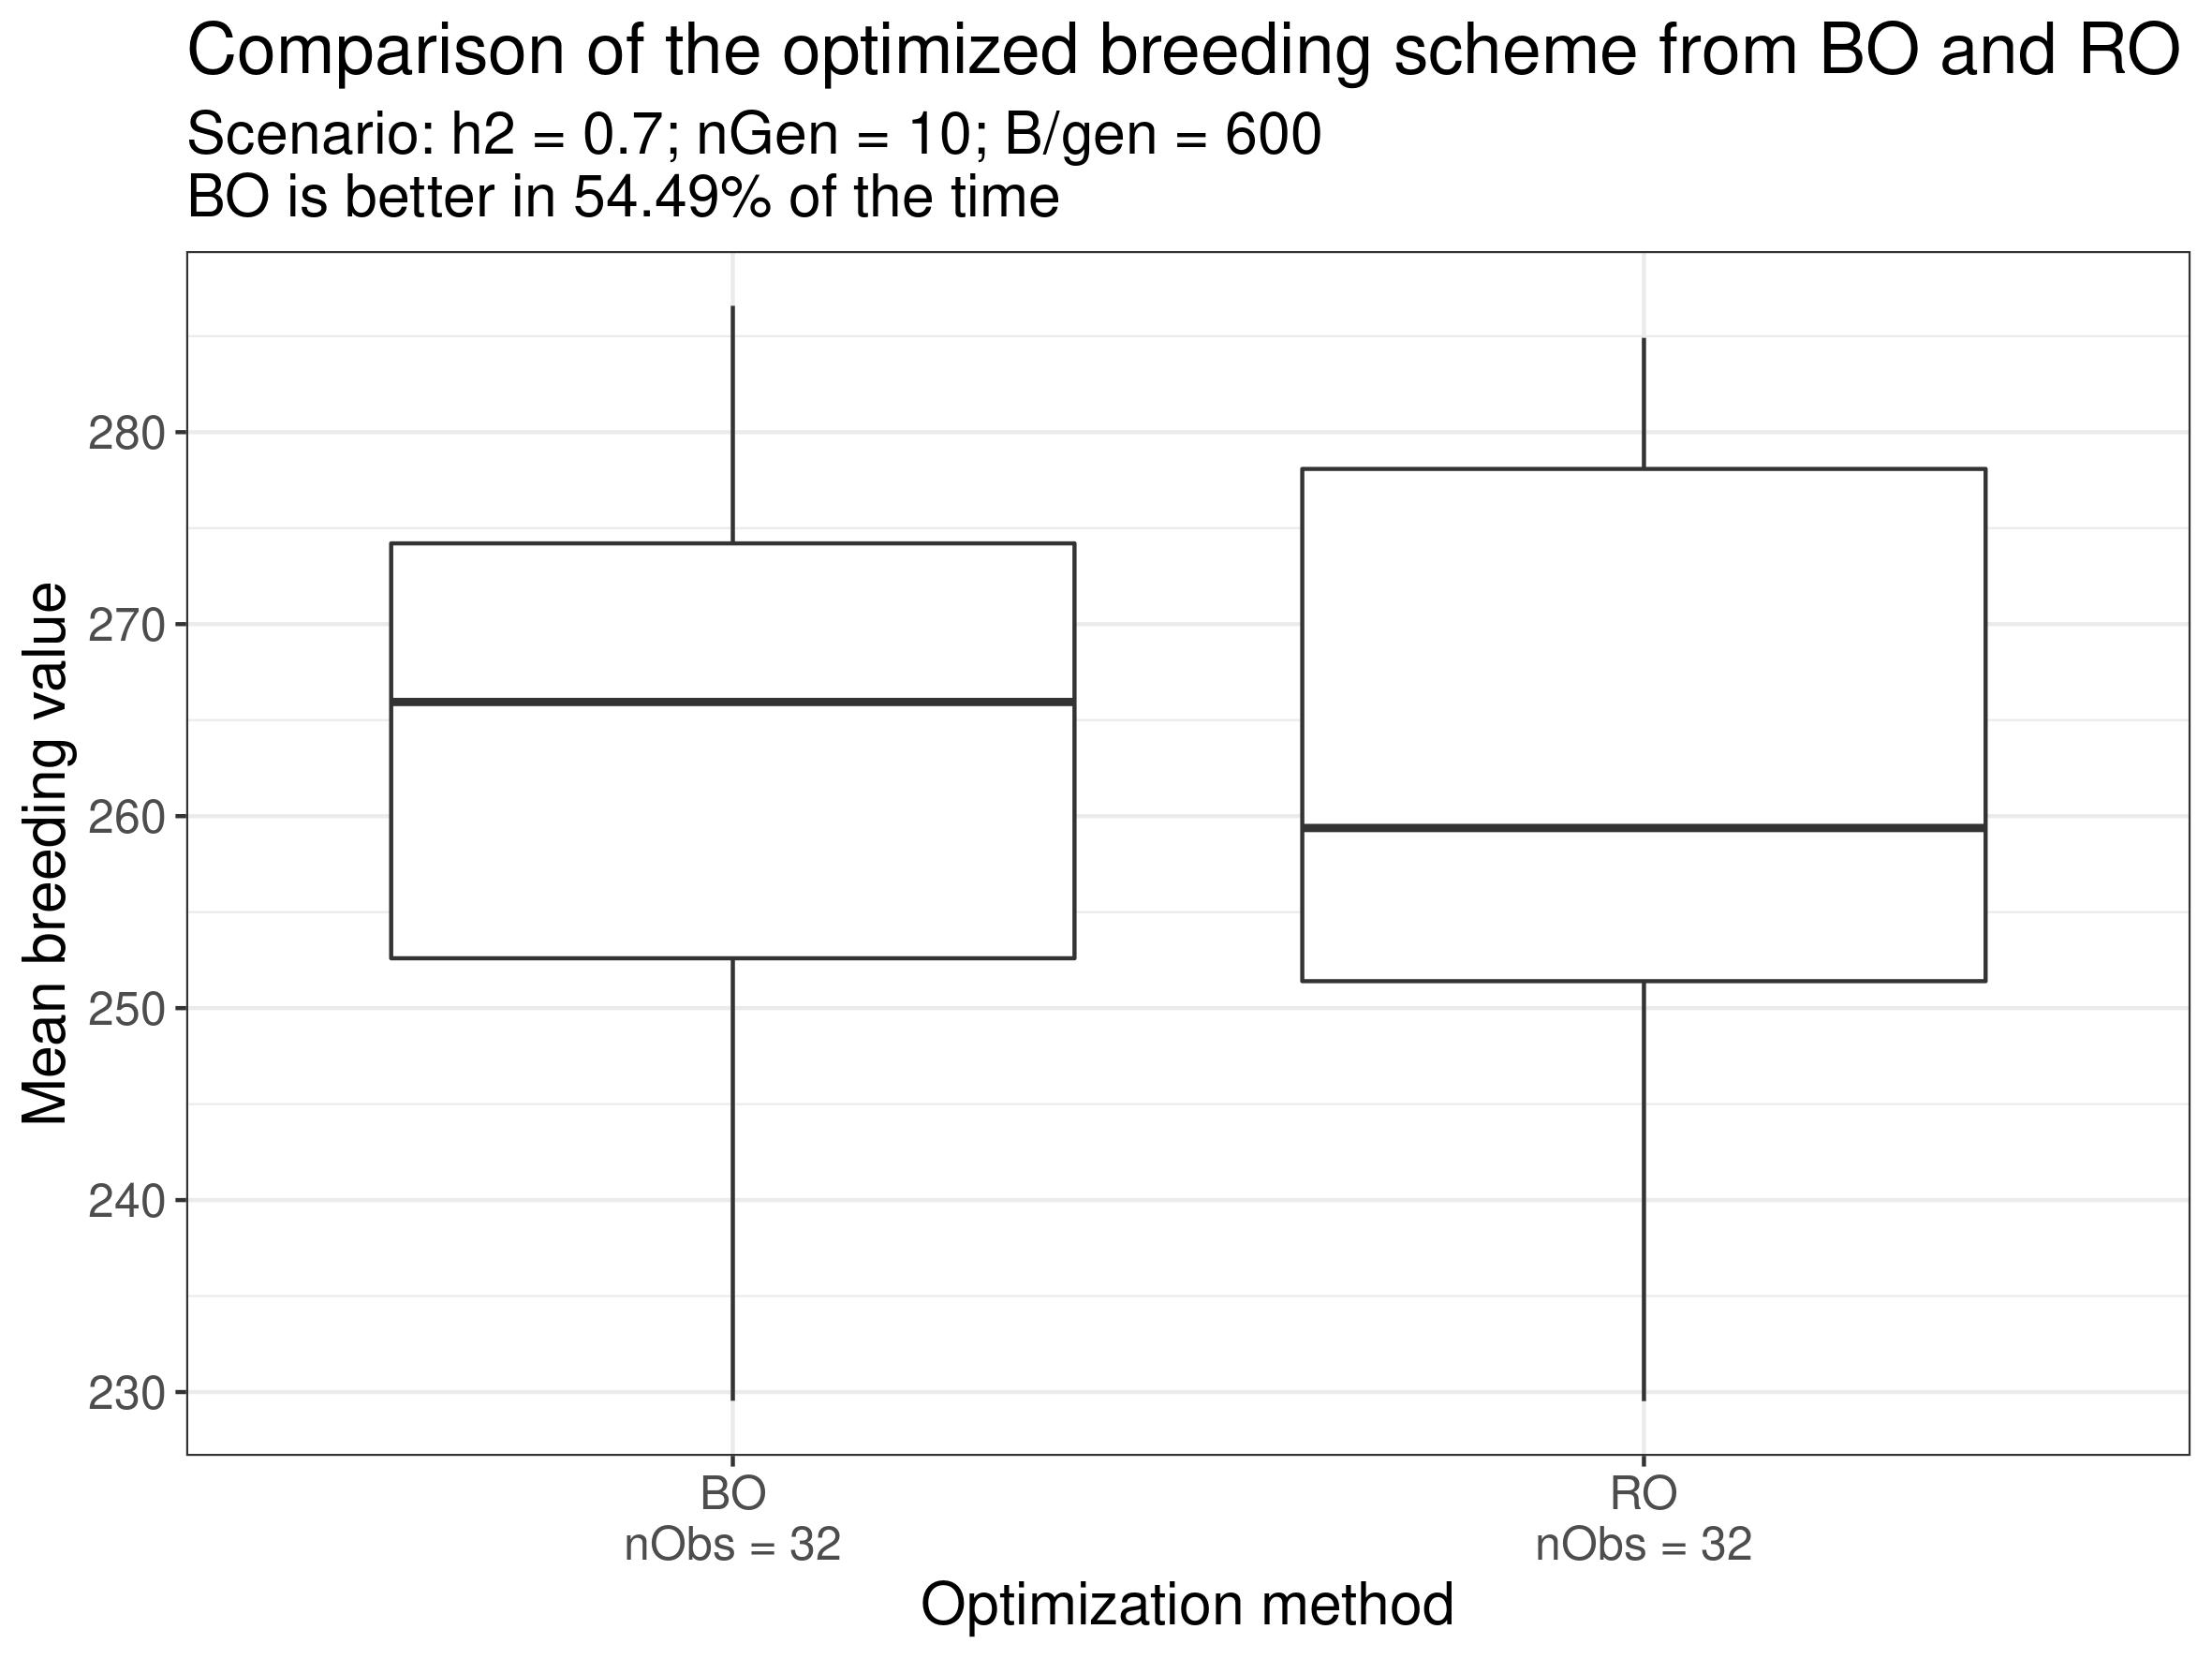 Comparison of the optimized breeding scheme from BO and RO
Scenario: h2 = 0.7; nGen = 10; B/gen = 600
BO is better in 54.49% of the time
Mean breeding value
280
270
260
250
240
230
BO
nObs = 32
RO
nObs = 32
Optimization method